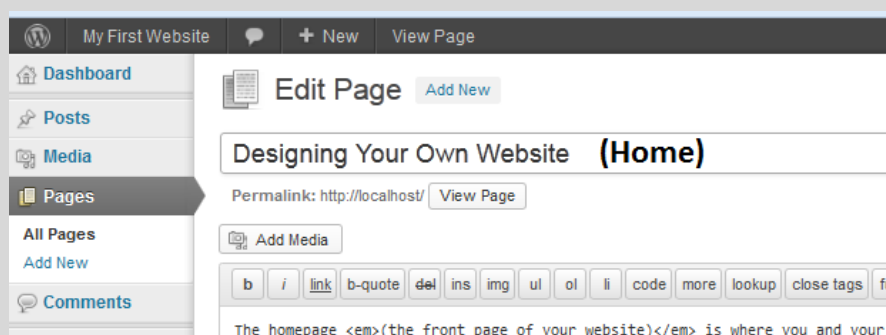 My First Website + New View Page
Dashboard
Edit Page Add New
Posts
Designing Your Own Website (Home)
Media
Pages
Permalink: http://localhost/ View Page
All Pages
Add Media
Add New
b i link b-quote del ins img ul ol li code more lookup close tags
Comments
The homepage <em>(the front page of your website)</em> is where you and your